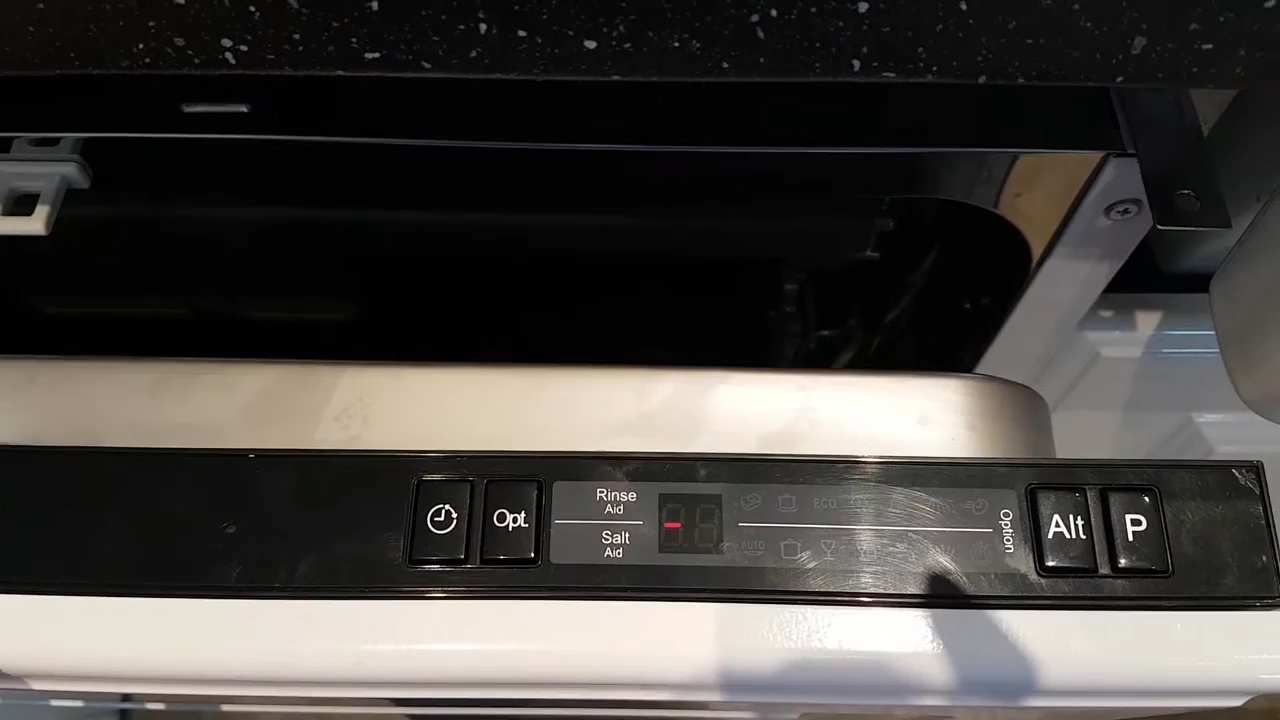 Opt.
Rinse
Aid
Salt
Aid
ECO
AUTO
Option
Alt
P